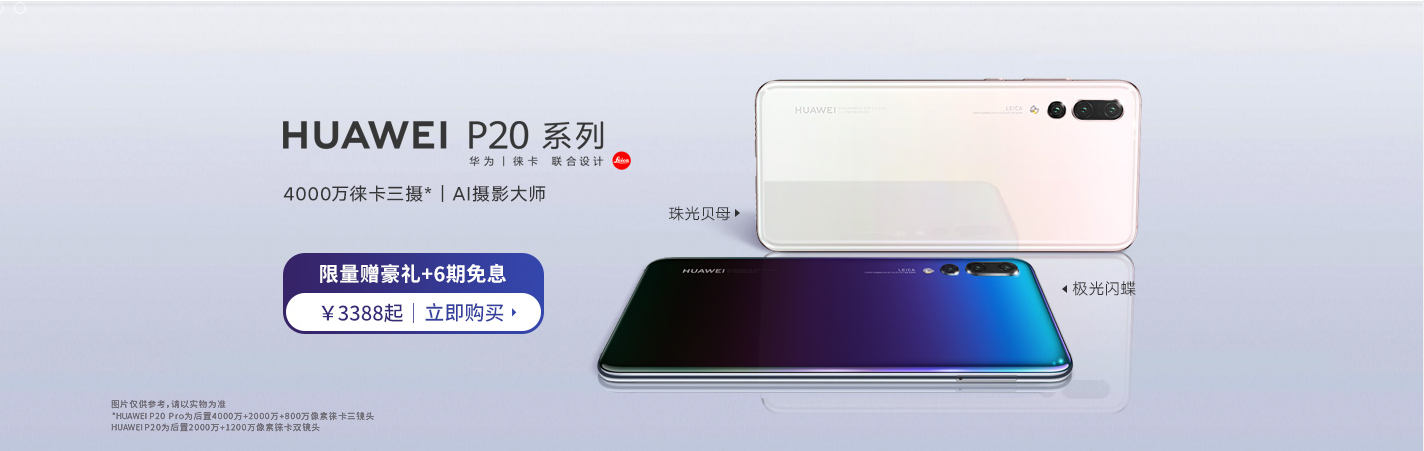 HUAWEI P20 系列
华为｜徕卡 联合设计 Leica
4000万徕卡三摄*｜AI摄影大师
限量赠豪礼+6期免息
￥3388起｜立即购买
HUAWEI
LEICA
珠光贝母
HUAWEI
LEICA
极光闪蝶
图片仅供参考,请以实物为准
*HUAWEI P20 Pro为后置4000万+2000万+800万像素徕卡三镜头
HUAWEI P20为后置2000万+1200万像素徕卡双镜头